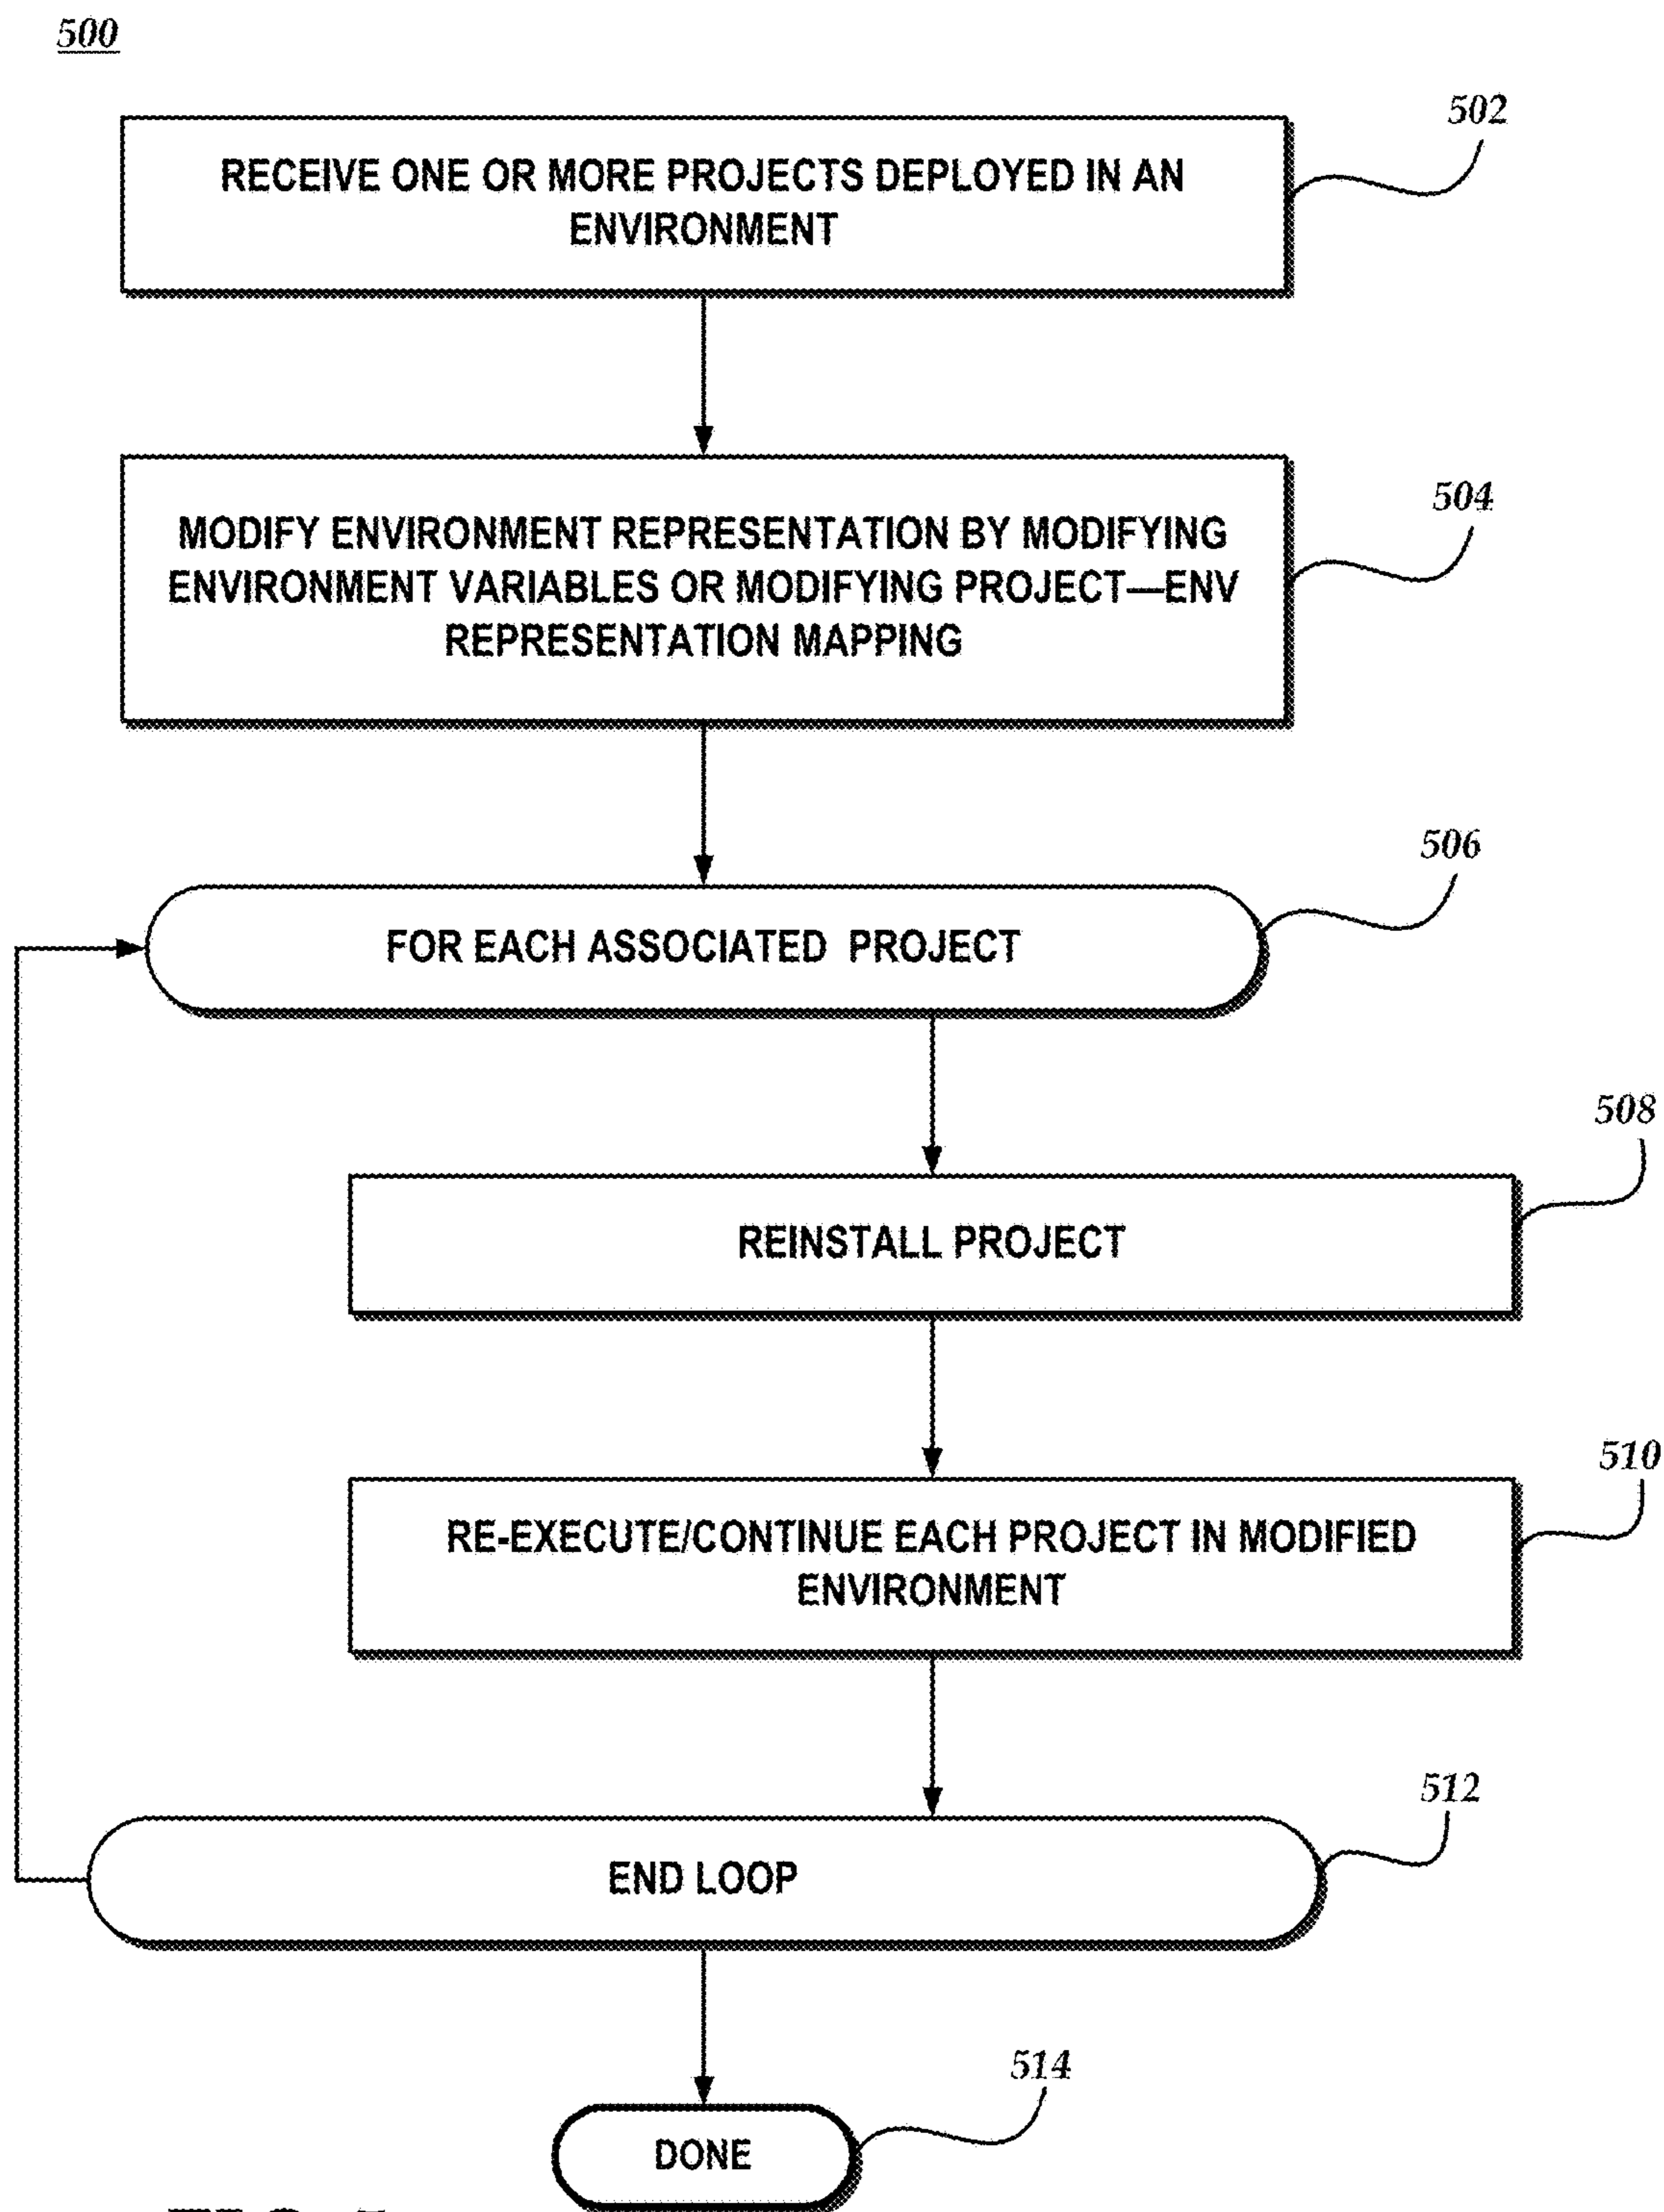 500
502
RECEIVE ONE OR MORE PROJECTS DEPLOYED IN AN
ENVIRONMENT
504
MODIFY ENVIRONMENT REPRESENTATION BY MODIFYING
ENVIRONMENT VARIABLES OR MODIFYING PROJECT—ENV
REPRESENTATION MAPPING
506
FOR EACH ASSOCIATED PROJECT
508
REINSTALL PROJECT
510
RE-EXECUTE/CONTINUE EACH PROJECT IN MODIFIED
ENVIRONMENT
512
END LOOP
514
DONE